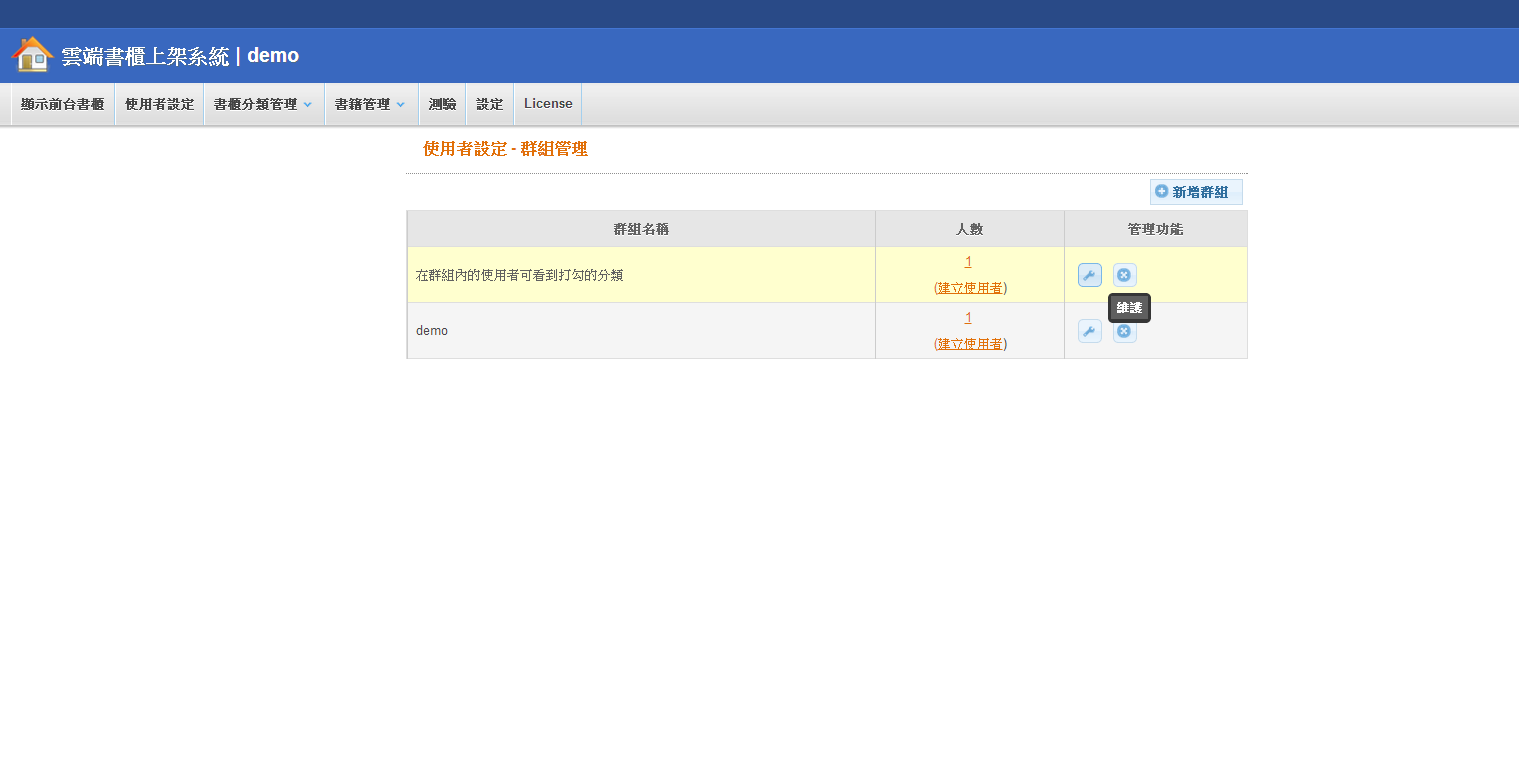 雲端書櫃上架系統 | demo
顯示前台書櫃 使用者設定 書櫃分類管理 書籍管理 測驗 設定 License
使用者設定 - 群組管理
新增群組
群組名稱 人數 管理功能
在群組內的使用者可看到打勾的分類 1
(建立使用者)
維護
demo 1
(建立使用者)